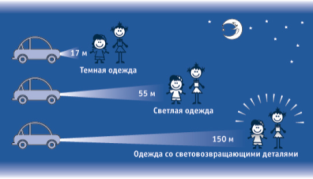 17 м
Темная одежда
55 м
Светлая одежда
150 м
Одежда со световозвращающими деталями